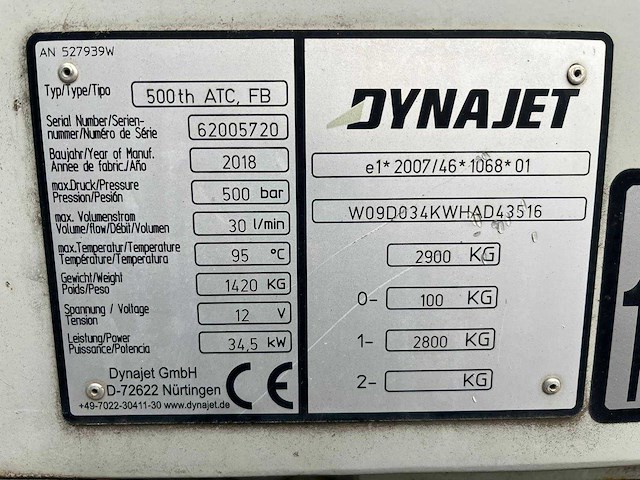 AN 527939W
Typ/Type/Tipo 500th ATC, FB
Serial Number/Serien-
nummer/Numéro de Série 62005720
Baujahr/Year of Manuf.
Annee de fabric./Año 2018
max.Druck/Pressure
Pression/Pesión 500 bar
max. Volumenstrom
Volume/flow/Débit/Volumen 30 l/min
max.Temperatur/Temperature
Température/Temperatura 95 °C
Gewicht/Weight
Poids/Peso 1420 KG
Spannung / Voltage
Tension 12 V
Leistung/Power
Puissance/Potencia 34,5 kW
Dynajet GmbH
D-72622 Nürtingen
+49-7022-30411-30 www.dynajet.de
CE
DYNAJET
e1*2007/46*1068*01
W09D034KWHAD43516
2900 KG
0- 100 KG
1- 2800 KG
2- KG